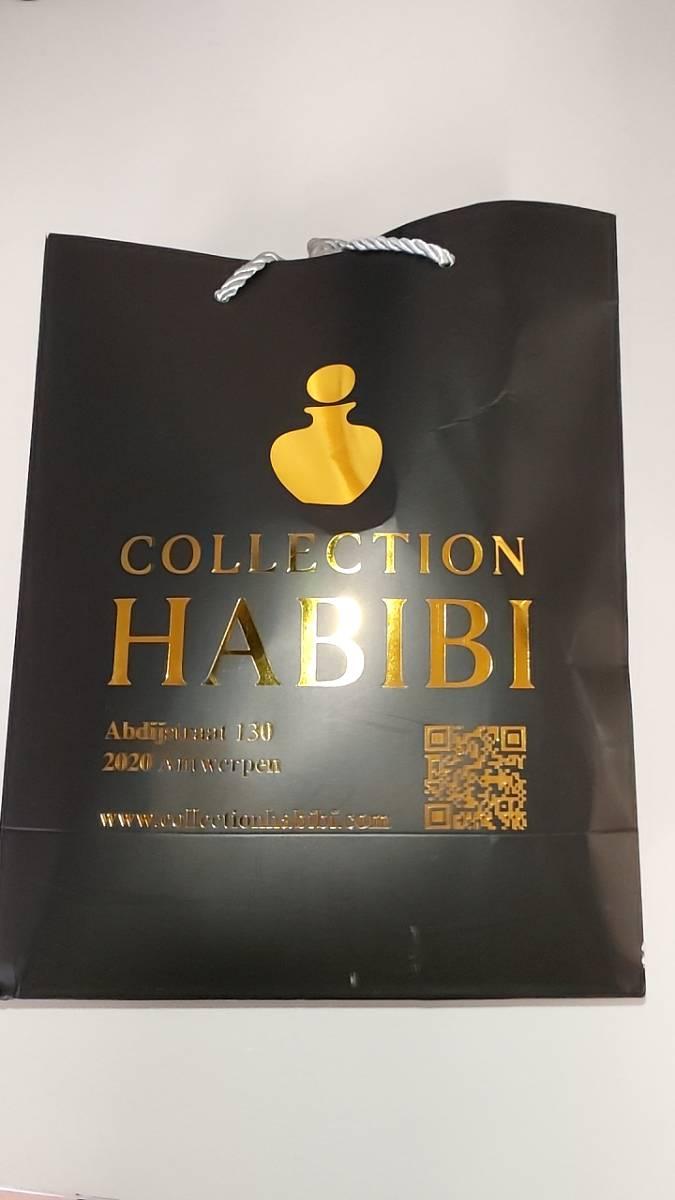 COLLECTION
HABIBI
Abdijstraat 130
2020 Antwerpen
www.collectionhabibi.com